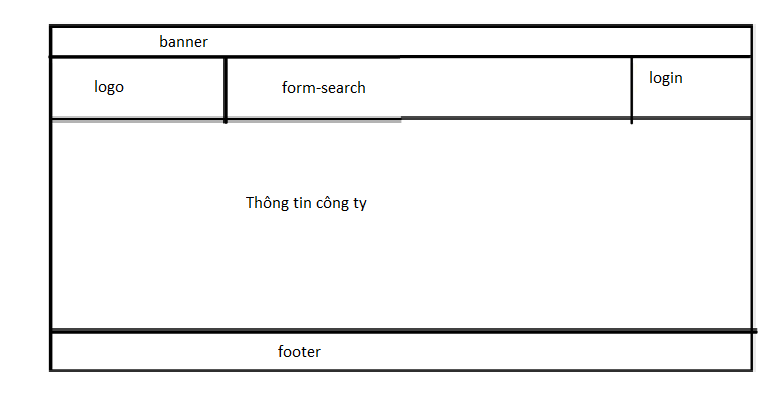 banner
logo
form-search
login
Thông tin công ty
footer